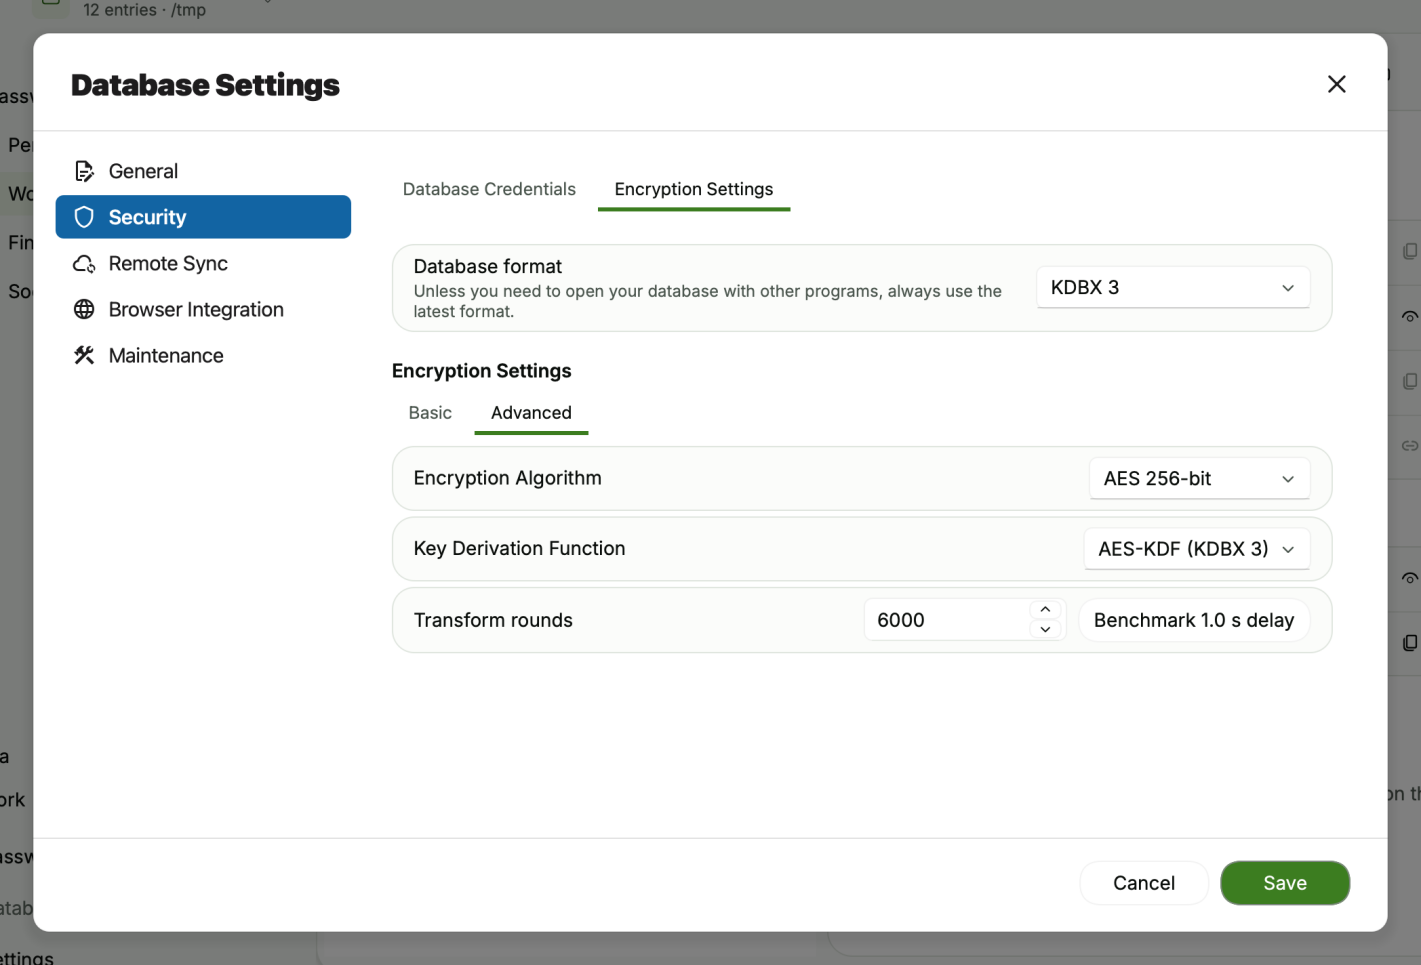 12 entries · /tmp
Database Settings
General
Security
Remote Sync
Browser Integration
Maintenance
Database Credentials
Encryption Settings
Database format
Unless you need to open your database with other programs, always use the
latest format.
KDBX 3
Encryption Settings
Basic
Advanced
Encryption Algorithm
AES 256-bit
Key Derivation Function
AES-KDF (KDBX 3)
Transform rounds
6000
Benchmark 1.0 s delay
Cancel
Save